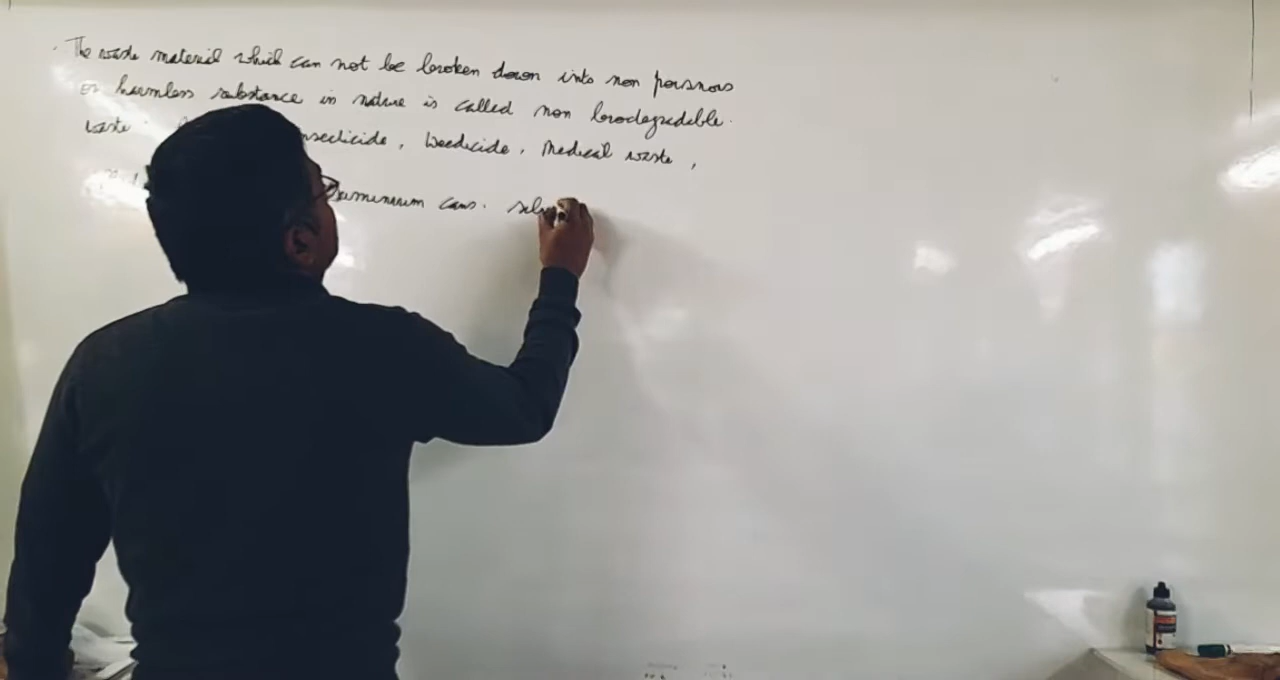 The waste material which can not be broken down into non poisnous
or harmless substance in nature is called non biodegradable.
waste insecticide, Weedicide, Medical waste,
cans.